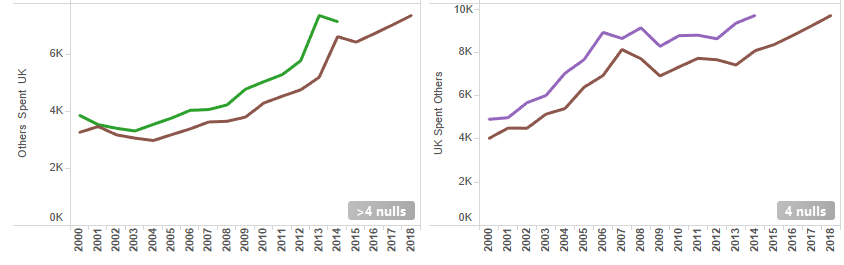 Others Spent UK
6K
4K
2K
0K
>4 nulls
2000 2001 2002 2003 2004 2005 2006 2007 2008 2009 2010 2011 2012 2013 2014 2015 2016 2017 2018
UK Spent Others
10K
8K
6K
4K
2K
0K
4 nulls
2000 2001 2002 2003 2004 2005 2006 2007 2008 2009 2010 2011 2012 2013 2014 2015 2016 2017 2018